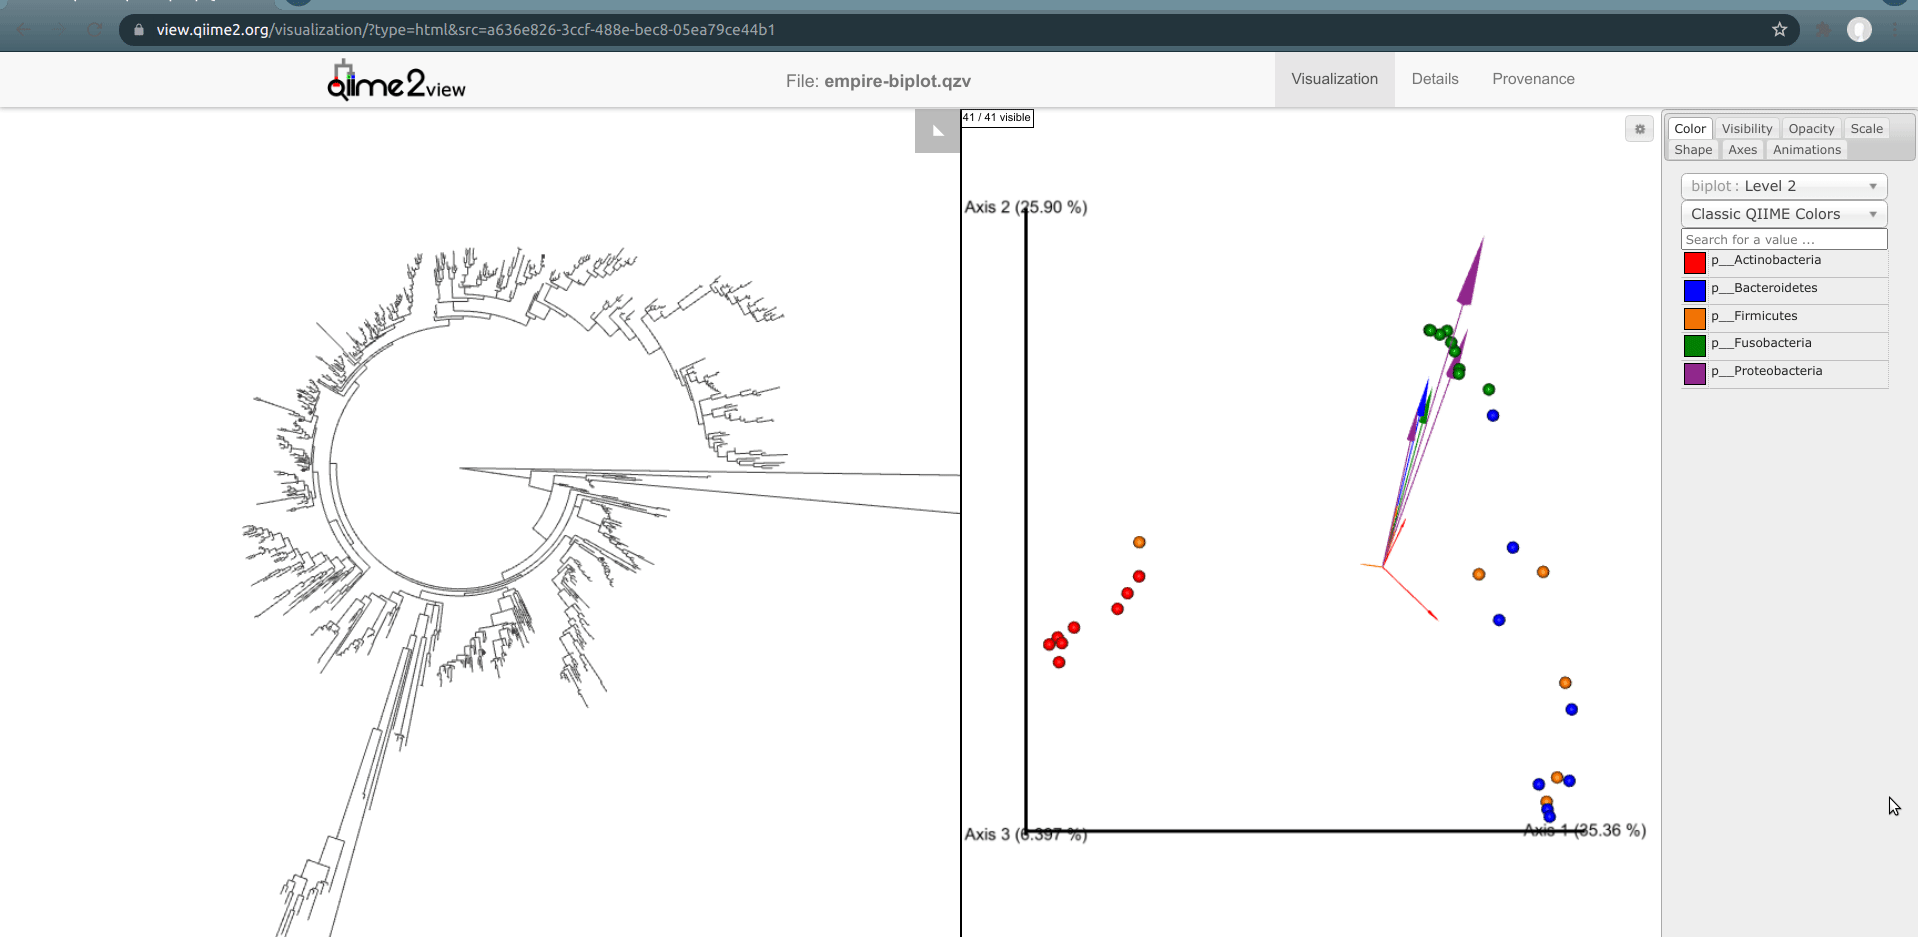 view.qiime2.org/visualization/?type=html&src=a636e826-3ccf-488e-bec8-05ea79ce44b1
qiime2view
File: empire-biplot.qzv
Visualization Details Provenance
41 / 41 visible
Color Visibility Opacity Scale
Shape Axes Animations
biplot : Level 2
Classic QIIME Colors
Search for a value ...
p__Actinobacteria
p__Bacteroidetes
p__Firmicutes
p__Fusobacteria
p__Proteobacteria
Axis 2 (25.90 %)
Axis 3 (6.397 %)
Axis 1 (35.36 %)